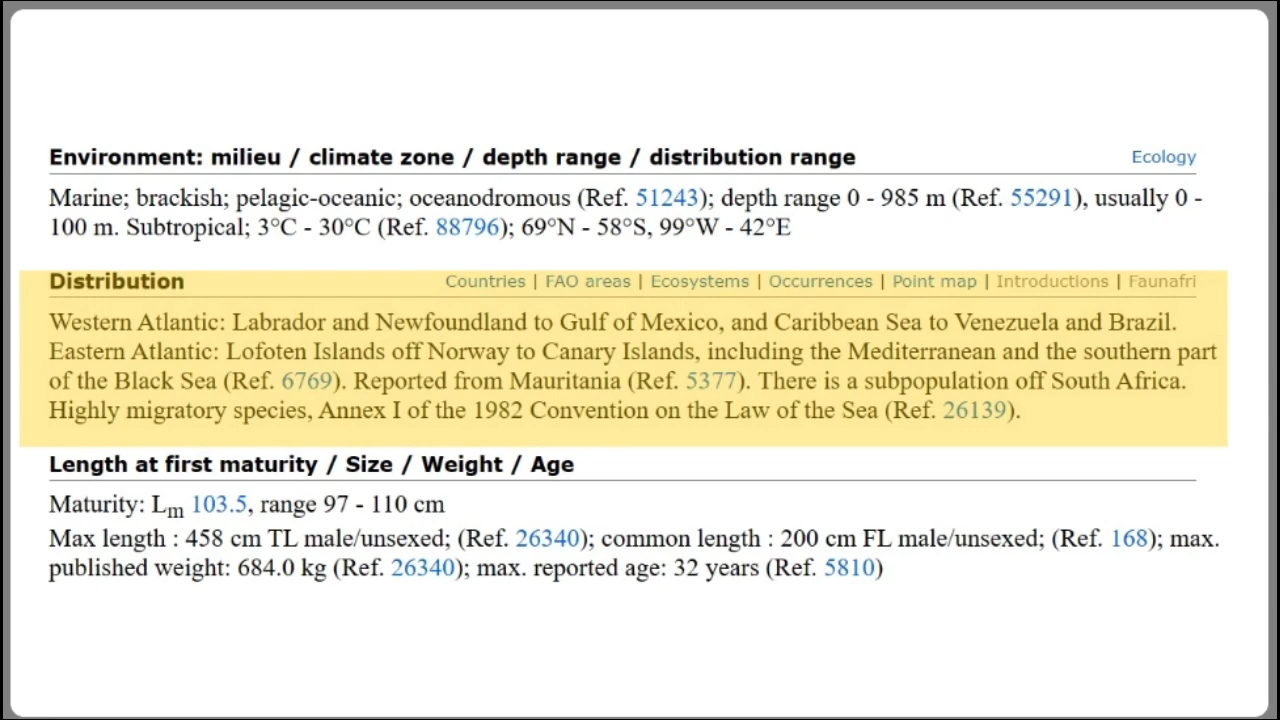 Environment: milieu / climate zone / depth range / distribution range Ecology
Marine; brackish; pelagic-oceanic; oceanodromous (Ref. 51243); depth range 0 - 985 m (Ref. 55291), usually 0 -
100 m. Subtropical; 3°C - 30°C (Ref. 88796); 69°N - 58°S, 99°W - 42°E
Distribution Countries | FAO areas | Ecosystems | Occurrences | Point map | Introductions | Faunafri
Western Atlantic: Labrador and Newfoundland to Gulf of Mexico, and Caribbean Sea to Venezuela and Brazil.
Eastern Atlantic: Lofoten Islands off Norway to Canary Islands, including the Mediterranean and the southern part
of the Black Sea (Ref. 6769). Reported from Mauritania (Ref. 5377). There is a subpopulation off South Africa.
Highly migratory species, Annex I of the 1982 Convention on the Law of the Sea (Ref. 26139).
Length at first maturity / Size / Weight / Age
Maturity: Lm 103.5, range 97 - 110 cm
Max length : 458 cm TL male/unsexed; (Ref. 26340); common length : 200 cm FL male/unsexed; (Ref. 168); max.
published weight: 684.0 kg (Ref. 26340); max. reported age: 32 years (Ref. 5810)